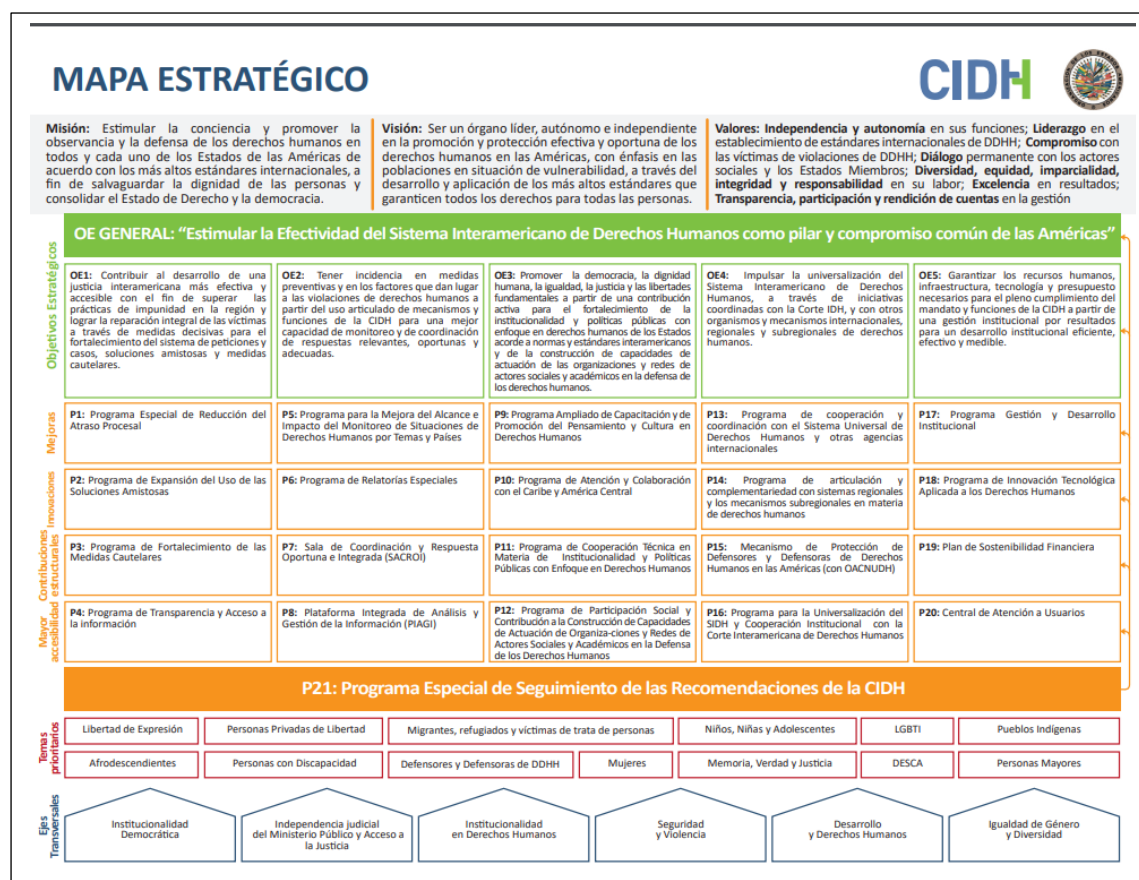 MAPA ESTRATÉGICO
CIDH
Misión: Estimular la conciencia y promover la
observancia y la defensa de los derechos humanos en
todos y cada uno de los Estados de las Américas de
acuerdo con los más altos estándares internacionales, a
fin de salvaguardar la dignidad de las personas y
consolidar el Estado de Derecho y la democracia.
Visión: Ser un órgano líder, autónomo e independiente
en la promoción y protección efectiva y oportuna de los
derechos humanos en las Américas, con énfasis en las
poblaciones en situación de vulnerabilidad, a través del
desarrollo y aplicación de los más altos estándares que
garanticen todos los derechos para todas las personas.
Valores: Independencia y autonomía en sus funciones; Liderazgo en el
establecimiento de estándares internacionales de DDHH; Compromiso con
las víctimas de violaciones de DDHH; Diálogo permanente con los actores
sociales y los Estados Miembros; Diversidad, equidad, imparcialidad,
integridad y responsabilidad en su labor; Excelencia en resultados;
Transparencia, participación y rendición de cuentas en la gestión
Objetivos Estratégicos
OE GENERAL: “Estimular la Efectividad del Sistema Interamericano de Derechos Humanos como pilar y compromiso común de las Américas”
OE1: Contribuir al desarrollo de una
justicia interamericana más efectiva y
accesible con el fin de superar las
prácticas de impunidad en la región y
lograr la reparación integral de las víctimas
a través de medidas decisivas para el
fortalecimiento del sistema de peticiones y
casos, soluciones amistosas y medidas
cautelares.
OE2: Tener incidencia en medidas
preventivas y en los factores que dan lugar
a las violaciones de derechos humanos a
partir del uso articulado de mecanismos y
funciones de la CIDH para una mejor
capacidad de monitoreo y de coordinación
de respuestas relevantes, oportunas y
adecuadas.
OE3: Promover la democracia, la dignidad
humana, la igualdad, la justicia y las libertades
fundamentales a partir de una contribución
activa para el fortalecimiento de la
institucionalidad y políticas públicas con
enfoque en derechos humanos de los Estados
acorde a normas y estándares interamericanos
y de la construcción de capacidades de
actuación de las organizaciones y redes de
actores sociales y académicos en la defensa de
los derechos humanos.
OE4: Impulsar la universalización del
Sistema Interamericano de Derechos
Humanos, a través de iniciativas
coordinadas con la Corte IDH, y con otros
organismos y mecanismos internacionales,
regionales y subregionales de derechos
humanos.
OE5: Garantizar los recursos humanos,
infraestructura, tecnología y presupuesto
necesarios para el pleno cumplimiento del
mandato y funciones de la CIDH a partir de
una gestión institucional por resultados
para un desarrollo institucional eficiente,
efectivo y medible.
Mejoras
P1: Programa Especial de Reducción del
Atraso Procesal
P5: Programa para la Mejora del Alcance e
Impacto del Monitoreo de Situaciones de
Derechos Humanos por Temas y Países
P9: Programa Ampliado de Capacitación y de
Promoción del Pensamiento y Cultura en
Derechos Humanos
P13: Programa de cooperación y
coordinación con el Sistema Universal de
Derechos Humanos y otras agencias
internacionales
P17: Programa Gestión y Desarrollo
Institucional
Innovaciones
P2: Programa de Expansión del Uso de las
Soluciones Amistosas
P6: Programa de Relatorías Especiales
P10: Programa de Atención y Colaboración
con el Caribe y América Central
P14: Programa de articulación y
complementariedad con sistemas regionales
y los mecanismos subregionales en materia
de derechos humanos
P18: Programa de Innovación Tecnológica
Aplicada a los Derechos Humanos
Contribuciones
estructurales
P3: Programa de Fortalecimiento de las
Medidas Cautelares
P7: Sala de Coordinación y Respuesta
Oportuna e Integrada (SACROI)
P11: Programa de Cooperación Técnica en
Materia de Institucionalidad y Políticas
Públicas con Enfoque en Derechos Humanos
P15: Mecanismo de Protección de
Defensores y Defensoras de Derechos
Humanos en las Américas (con OACNUDH)
P19: Plan de Sostenibilidad Financiera
Mayor
accesibilidad
P4: Programa de Transparencia y Acceso a
la información
P8: Plataforma Integrada de Análisis y
Gestión de la Información (PIAGI)
P12: Programa de Participación Social y
Contribución a la Construcción de Capacidades
de Actuación de Organiza-ciones y Redes de
Actores Sociales y Académicos en la Defensa
de los Derechos Humanos
P16: Programa para la Universalización del
SIDH y Cooperación Institucional con la
Corte Interamericana de Derechos Humanos
P20: Central de Atención a Usuarios
P21: Programa Especial de Seguimiento de las Recomendaciones de la CIDH
Temas
prioritarios
Libertad de Expresión
Personas Privadas de Libertad
Migrantes, refugiados y víctimas de trata de personas
Niños, Niñas y Adolescentes
LGBTI
Pueblos Indígenas
Afrodescendientes
Personas con Discapacidad
Defensores y Defensoras de DDHH
Mujeres
Memoria, Verdad y Justicia
DESCA
Personas Mayores
Ejes
Transversales
Institucionalidad
Democrática
Independencia judicial
del Ministerio Público y Acceso a
la Justicia
Institucionalidad
en Derechos Humanos
Seguridad
y Violencia
Desarrollo
y Derechos Humanos
Igualdad de Género
y Diversidad